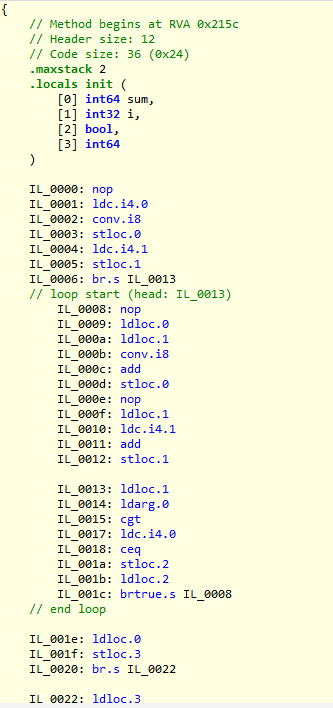 {
// Method begins at RVA 0x215c
// Header size: 12
// Code size: 36 (0x24)
.maxstack 2
.locals init (
[0] int64 sum,
[1] int32 i,
[2] bool,
[3] int64
)
IL_0000: nop
IL_0001: ldc.i4.0
IL_0002: conv.i8
IL_0003: stloc.0
IL_0004: ldc.i4.1
IL_0005: stloc.1
IL_0006: br.s IL_0013
// loop start (head: IL_0013)
IL_0008: nop
IL_0009: ldloc.0
IL_000a: ldloc.1
IL_000b: conv.i8
IL_000c: add
IL_000d: stloc.0
IL_000e: nop
IL_000f: ldloc.1
IL_0010: ldc.i4.1
IL_0011: add
IL_0012: stloc.1
IL_0013: ldloc.1
IL_0014: ldarg.0
IL_0015: cgt
IL_0017: ldc.i4.0
IL_0018: ceq
IL_001a: stloc.2
IL_001b: ldloc.2
IL_001c: brtrue.s IL_0008
// end loop
IL_001e: ldloc.0
IL_001f: stloc.3
IL_0020: br.s IL_0022
IL_0022: ldloc.3